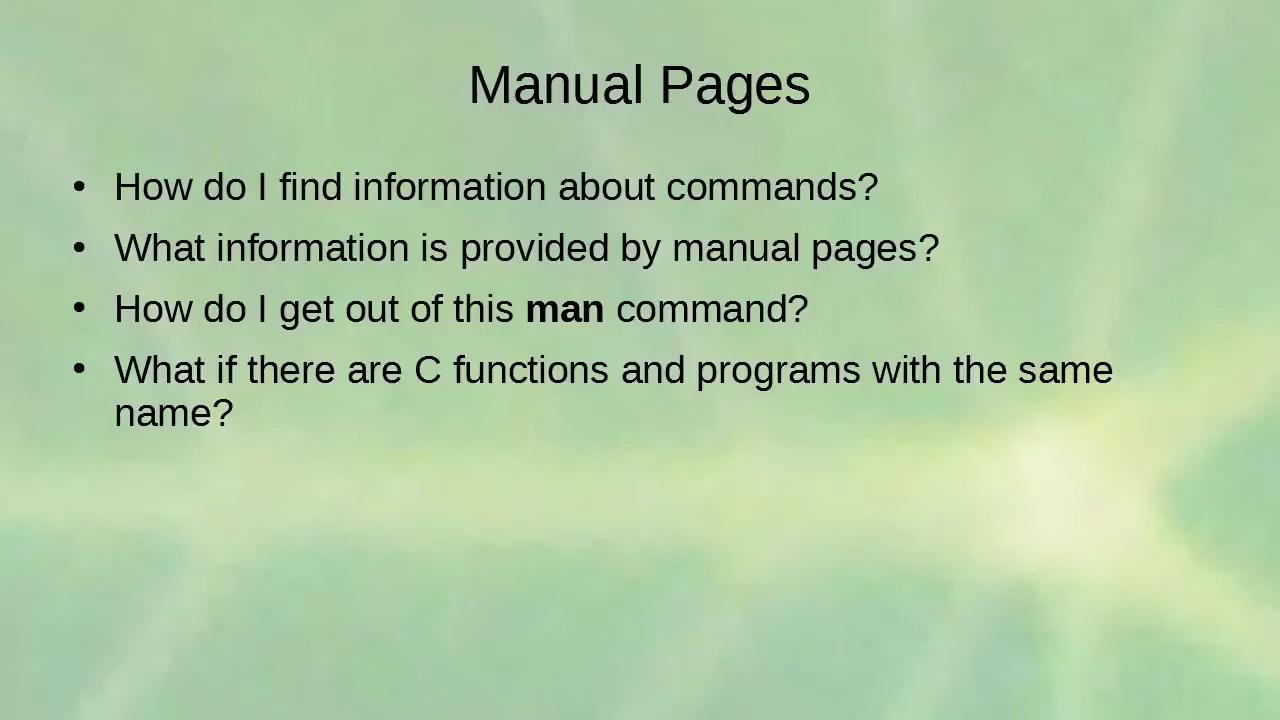 Manual Pages
• How do I find information about commands?
• What information is provided by manual pages?
• How do I get out of this man command?
• What if there are C functions and programs with the same
name?